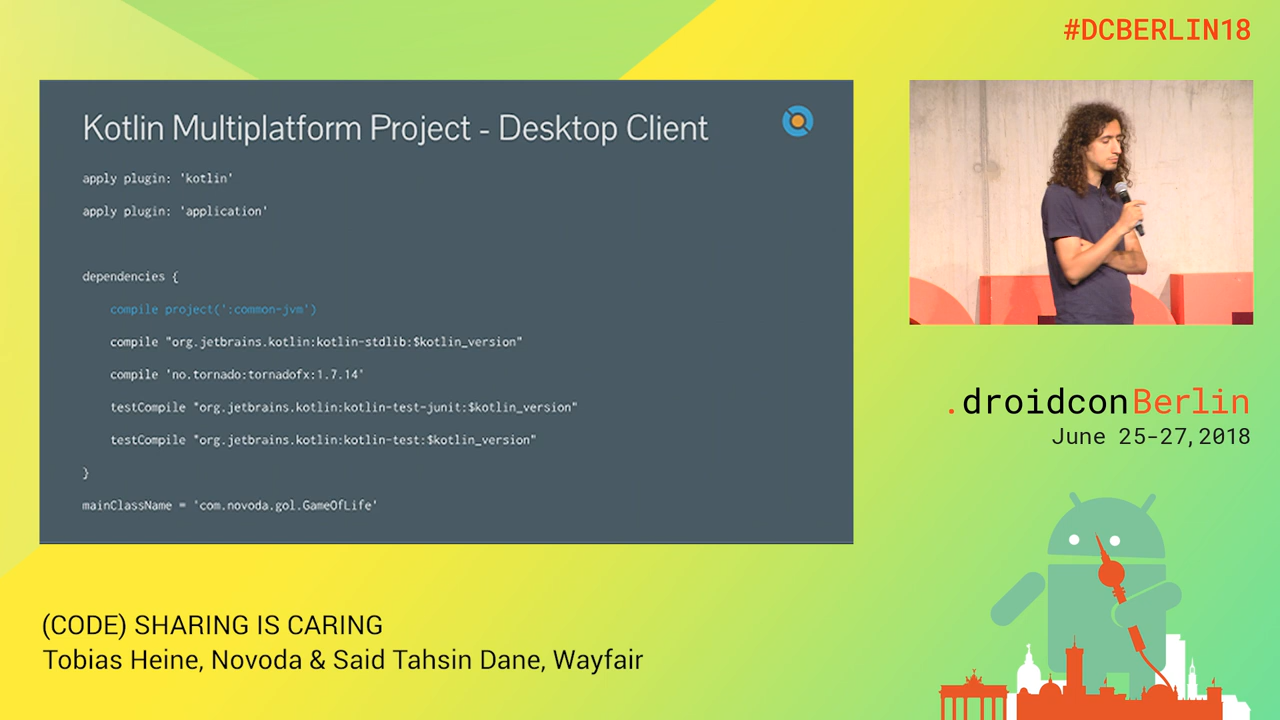 #DCBERLIN18
Kotlin Multiplatform Project - Desktop Client
apply plugin: 'kotlin'
apply plugin: 'application'
dependencies {
compile project(':common-jvm')
compile "org.jetbrains.kotlin:kotlin-stdlib:$kotlin_version"
compile 'no.tornado:tornadofx:1.7.14'
testCompile "org.jetbrains.kotlin:kotlin-test-junit:$kotlin_version"
testCompile "org.jetbrains.kotlin:kotlin-test:$kotlin_version"
}
mainClassName = 'com.novoda.gol.GameOfLife'
.droidconBerlin
June 25-27,2018
(CODE) SHARING IS CARING
Tobias Heine, Novoda & Said Tahsin Dane, Wayfair